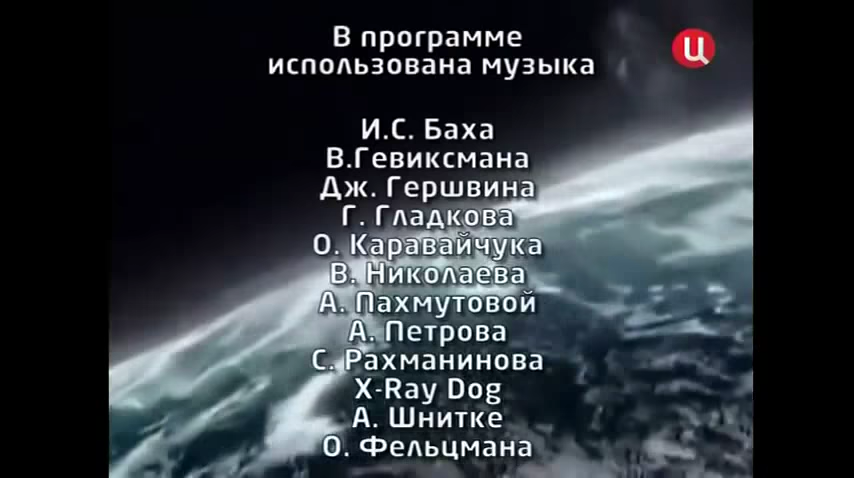 В программе
использована музыка
Ц
И.С. Баха
В.Гевиксмана
Дж. Гершвина
Г. Гладкова
О. Каравайчука
В. Николаева
А. Пахмутовой
А. Петрова
С. Рахманинова
X-Ray Dog
А. Шнитке
О. Фельцмана